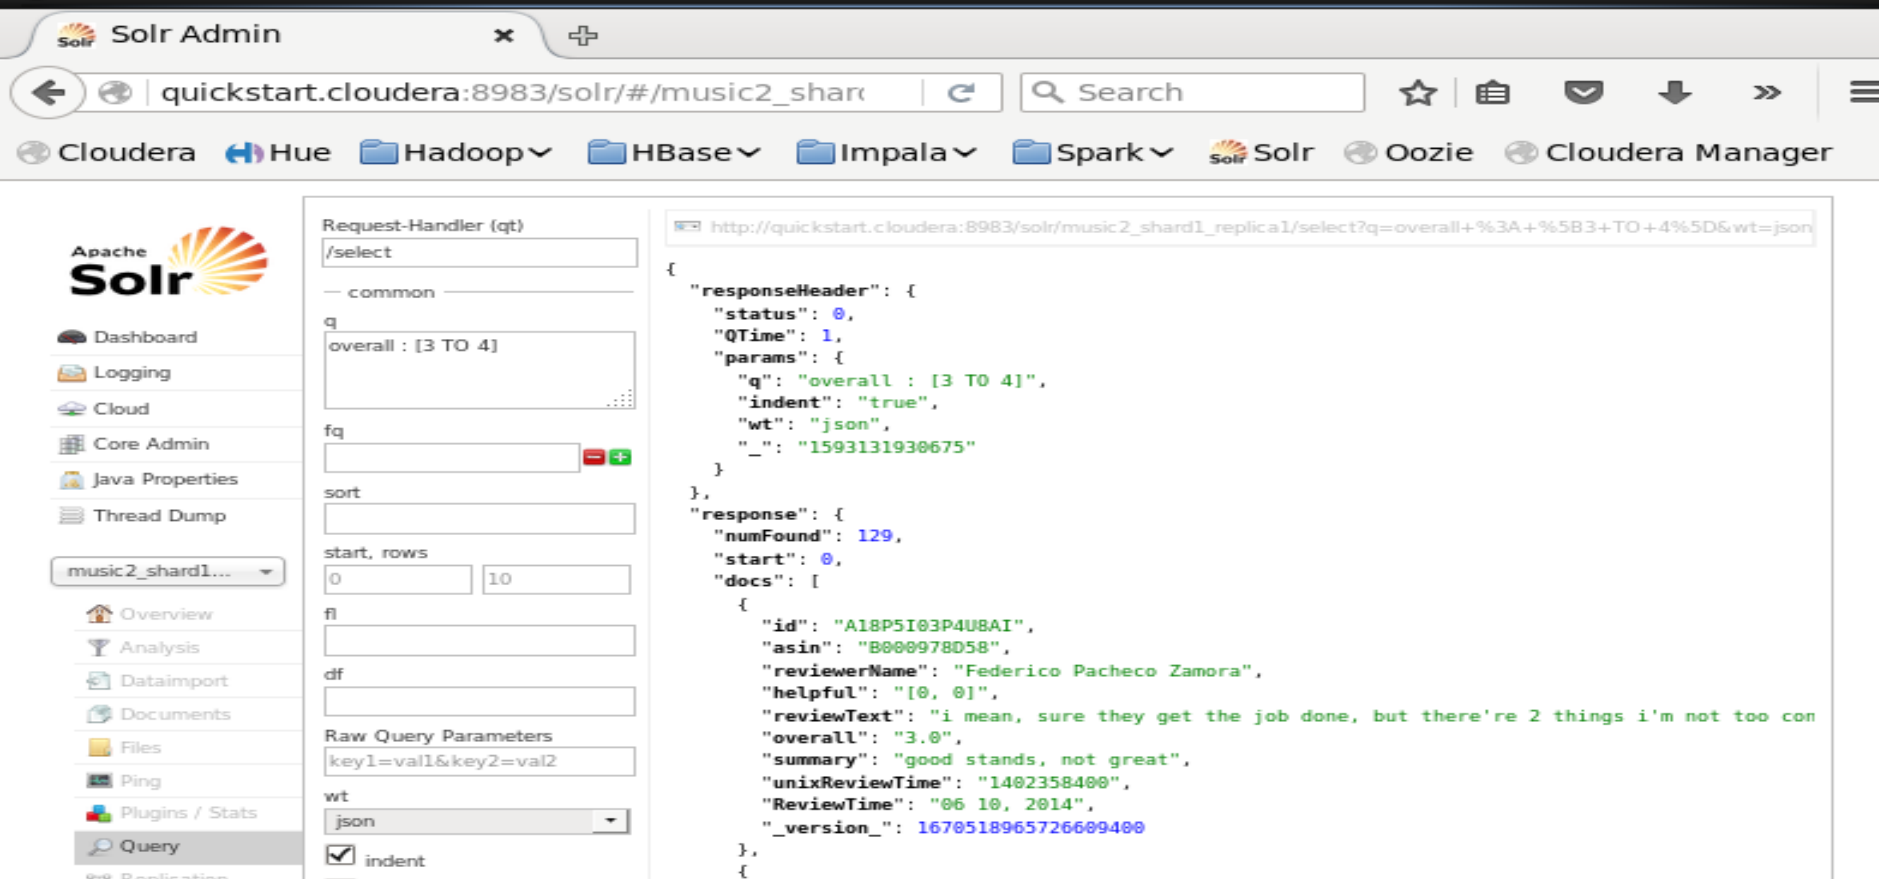 Solr Admin
quickstart.cloudera:8983/solr/#/music2_shar
Search
Cloudera Hue Hadoop HBase Impala Spark Solr Oozie Cloudera Manager
Apache
Solr
Dashboard
Logging
Cloud
Core Admin
Java Properties
Thread Dump
music2_shard1...
Overview
Analysis
Dataimport
Documents
Files
Ping
Plugins / Stats
Query
Replication
Request-Handler (qt)
/select
common
q
overall : [3 TO 4]
fq
sort
start, rows
0 10
fl
df
Raw Query Parameters
key1=val1&key2=val2
wt
json
indent
http://quickstart.cloudera:8983/solr/music2_shard1_replica1/select?q=overall+%3A+%5B3+TO+4%5D&wt=json
{
"responseHeader": {
"status": 0,
"QTime": 1,
"params": {
"q": "overall : [3 TO 4]",
"indent": "true",
"wt": "json",
"_": "1593131930675"
}
},
"response": {
"numFound": 129,
"start": 0,
"docs": [
{
"id": "A18P5I03P4U8AI",
"asin": "B000978D58",
"reviewerName": "Federico Pacheco Zamora",
"helpful": "[0, 0]",
"reviewText": "i mean, sure they get the job done, but there're 2 things i'm not too con
"overall": "3.0",
"summary": "good stands, not great",
"unixReviewTime": "1402358400",
"ReviewTime": "06 10, 2014",
"_version_": 1670518965726609400
},
{